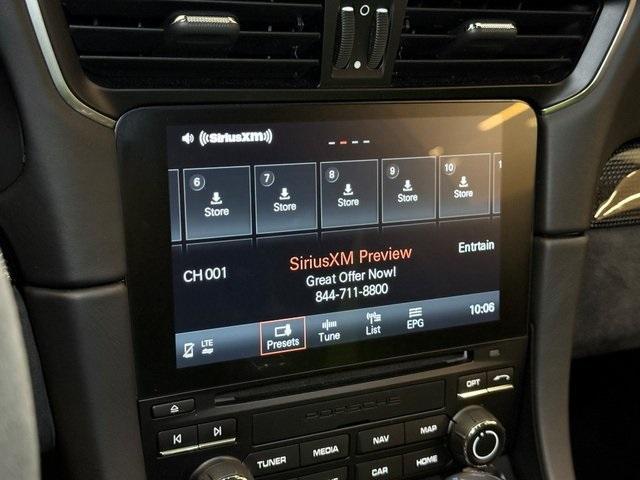 SiriusXM
6
7
8
9
10
Store
Store
Store
Store
Store
CH 001
SiriusXM Preview
Entrtain
Great Offer Now!
844-711-8800
LTE
Presets
Tune
List
EPG
10:06
PORSCHE
OPT
TUNER
MEDIA
NAV
MAP
CAR
HOME